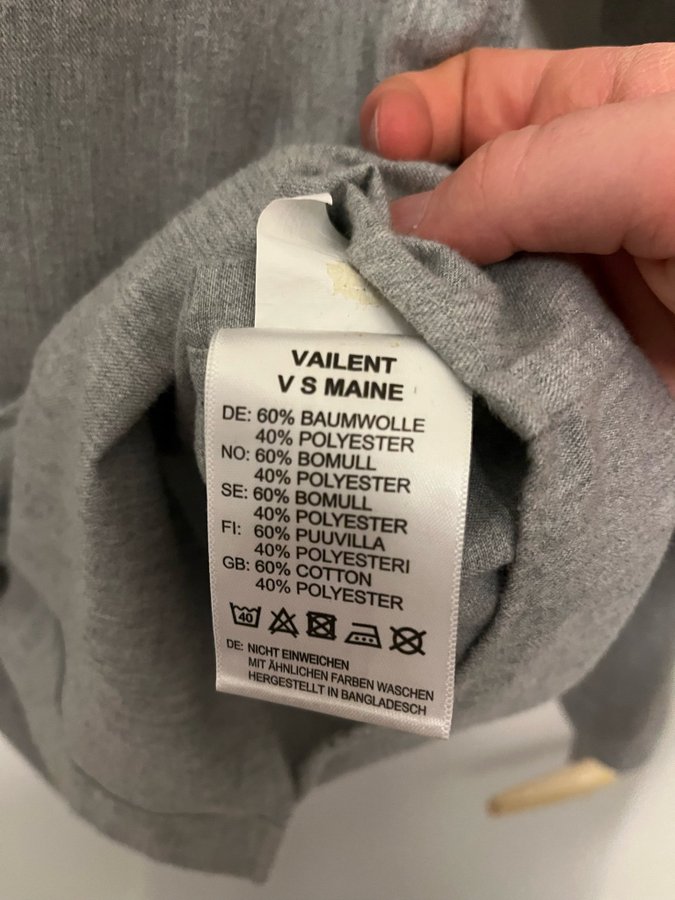 VAILENT
V S MAINE
DE: 60% BAUMWOLLE
40% POLYESTER
NO: 60% BOMULL
40% POLYESTER
SE: 60% BOMULL
40% POLYESTER
FI: 60% PUUVILLA
40% POLYESTERI
GB: 60% COTTON
40% POLYESTER
40
DE: NICHT EINWEICHEN
MIT ÄHNLICHEN FARBEN WASCHEN
HERGESTELLT IN BANGLADESCH